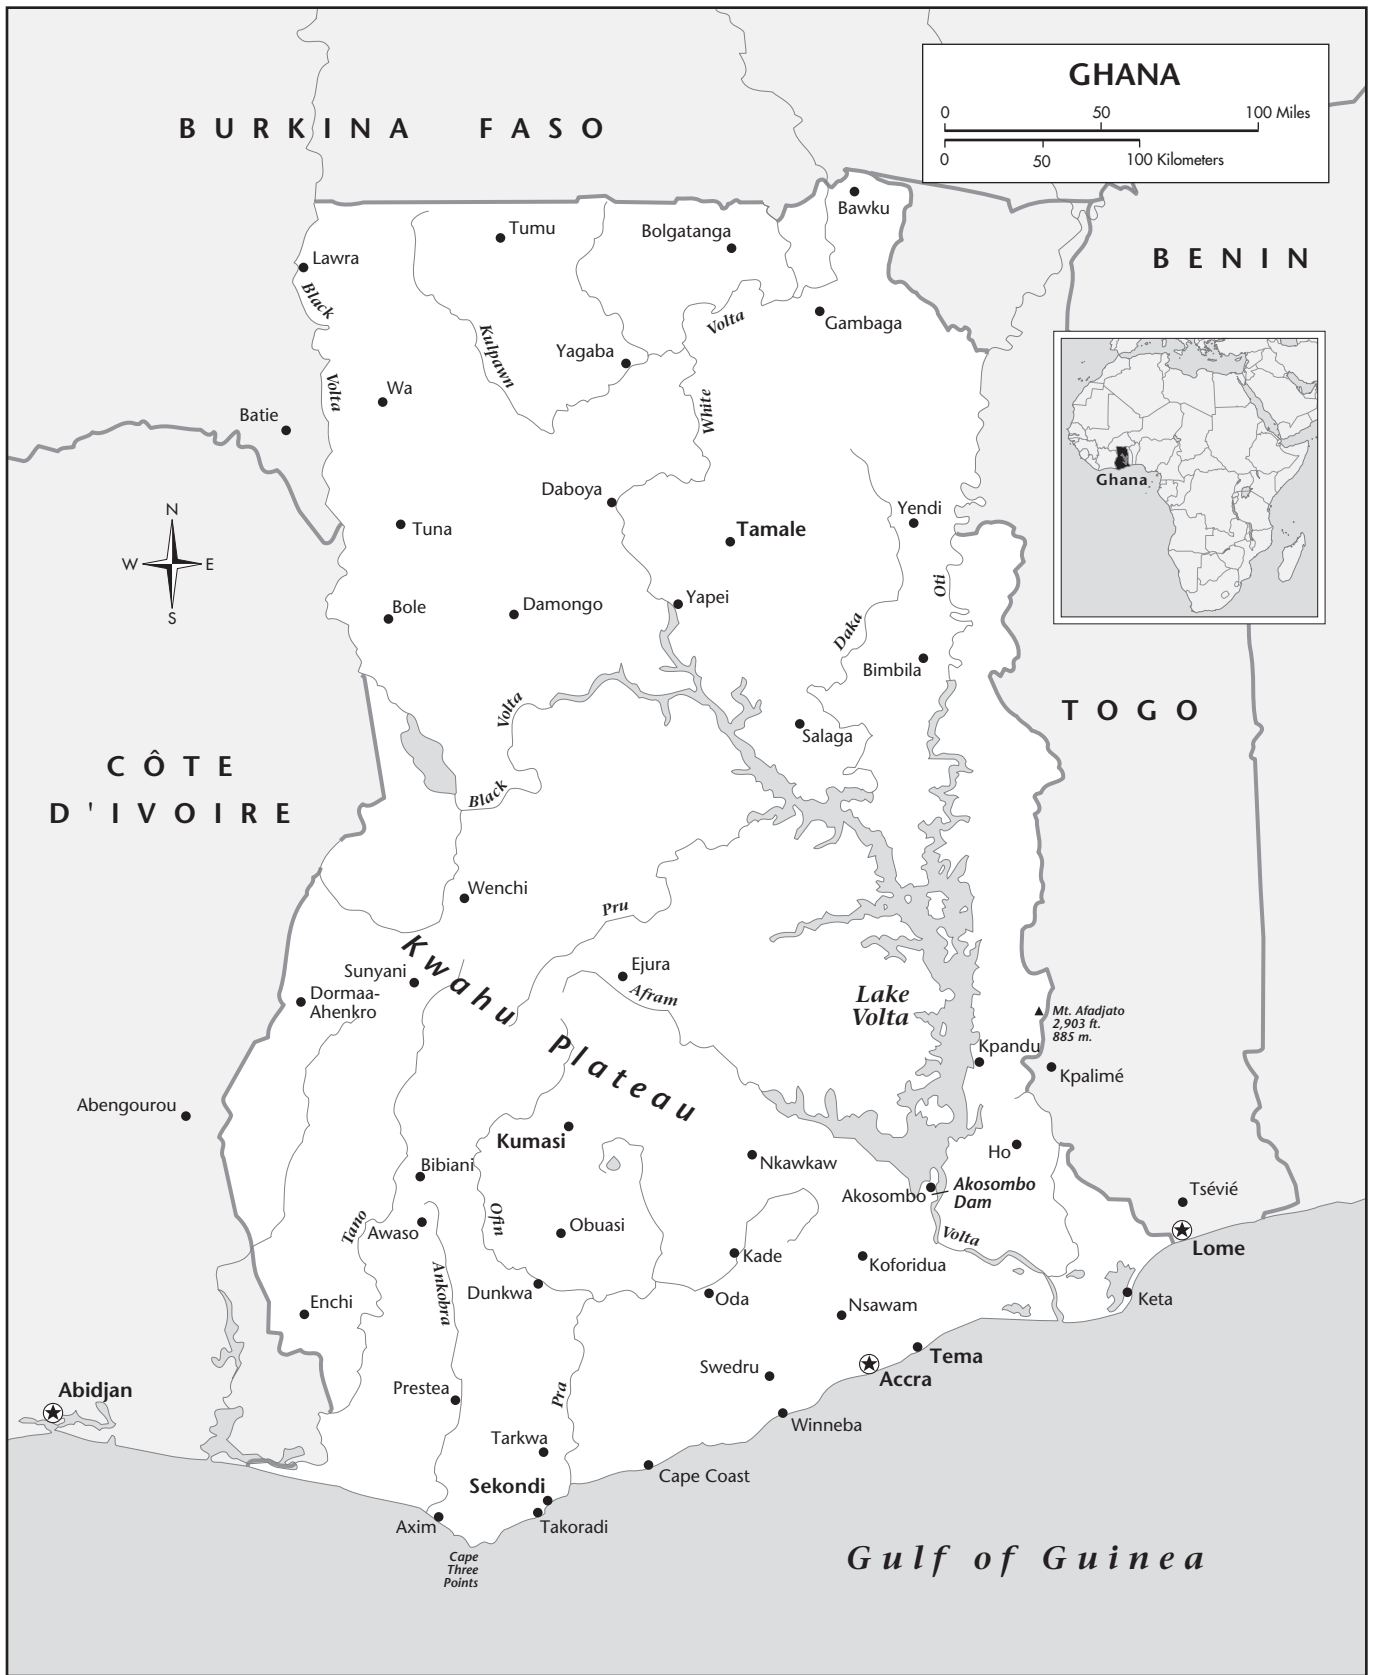 GHANA
0 50 100 Miles
0 50 100 Kilometers
BURKINA FASO
Bawku
Tumu
Bolgatanga
BENIN
Lawra
Black
Volta
Gambaga
Kulpawn
Yagaba
Wa
Volta
White
Batie
Ghana
Daboya
Yendi
N
Tuna
Tamale
W E
S
Oti
Bole
Damongo
Yapei
Daka
Bimbila
Volta
TOGO
Salaga
CÔTE
D'IVOIRE
Black
Wenchi
Pru
Kwahu Plateau
Sunyani
Ejura
Dormaa-
Ahenkro
Afram
Lake
Volta
Mt. Afadjato
2,903 ft.
885 m.
Kpandu
Kpalimé
Abengourou
Kumasi
Ho
Nkawkaw
Bibiani
Akosombo
Akosombo
Dam
Tsévié
Tano
Awaso
Ofin
Obuasi
Volta
Lome
Kade
Koforidua
Ankobra
Dunkwa
Oda
Keta
Enchi
Nsawam
Tema
Swedru
Accra
Abidjan
Prestea
Pra
Winneba
Tarkwa
Cape Coast
Sekondi
Axim
Takoradi
Cape
Three
Points
Gulf of Guinea